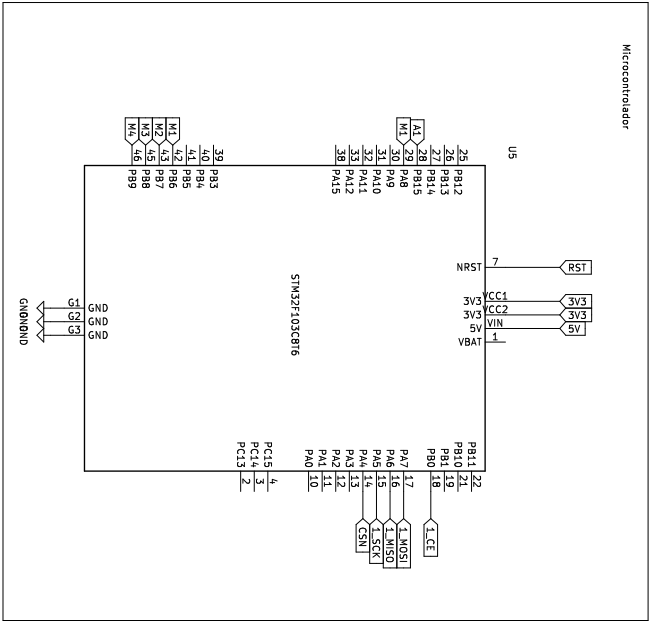 Microcontrolador
U5
STM32F103C8T6
M4
M3
M2
M1
46
45
43
42
41
40
39
PB9
PB8
PB7
PB6
PB5
PB4
PB3
M1
A1
38
33
32
31
30
29
28
27
26
25
PA15
PA12
PA11
PA10
PA9
PA8
PB15
PB14
PB13
PB12
NRST 7 RST
3V3 VCC1 3V3
3V3 VCC2 3V3
5V VIN 5V
VBAT 1
GND G1 GND
GND G2 GND
GND G3 GND
PC13
PC14
PC15
2
3
4
PA0
PA1
PA2
PA3
PA4
PA5
PA6
PA7
PB0
PB1
PB10
PB11
10
11
12
13
14
15
16
17
18
19
21
22
CSN
1_SCK
1_MISO
1_MOSI
1_CE